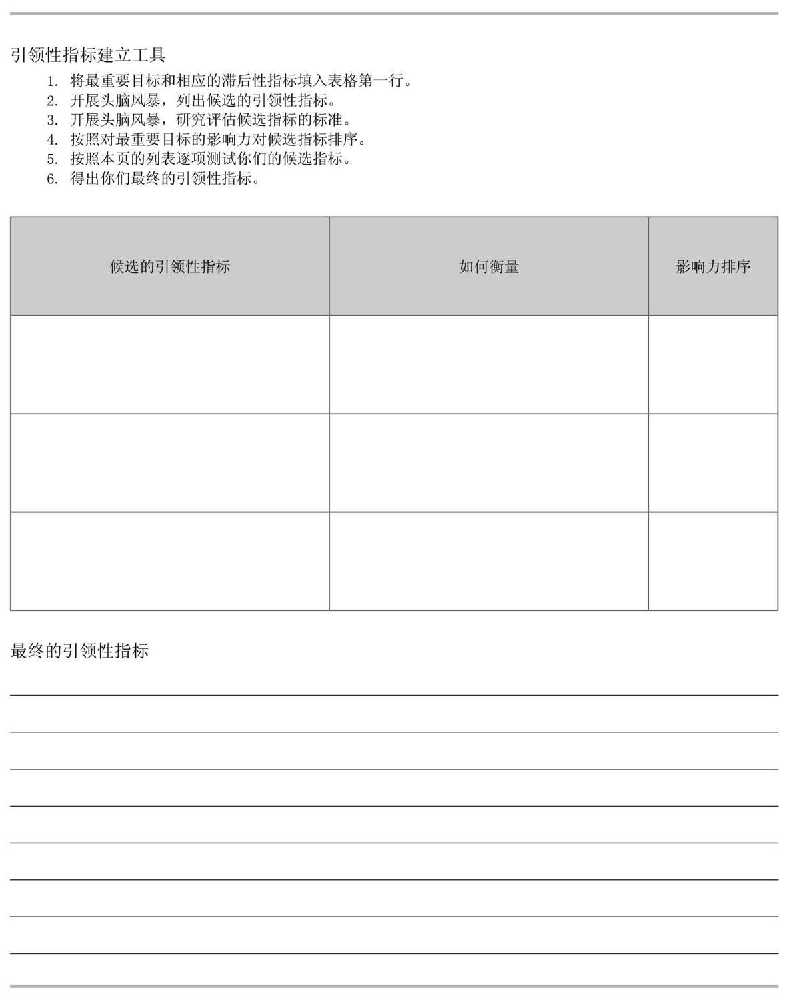 引领性指标建立工具
1. 将最重要目标和相应的滞后性指标填入表格第一行。
2. 开展头脑风暴，列出候选的引领性指标。
3. 开展头脑风暴，研究评估候选指标的标准。
4. 按照对最重要目标的影响力对候选指标排序。
5. 按照本页的列表逐项测试你们的候选指标。
6. 得出你们最终的引领性指标。
候选的引领性指标 如何衡量 影响力排序
最终的引领性指标